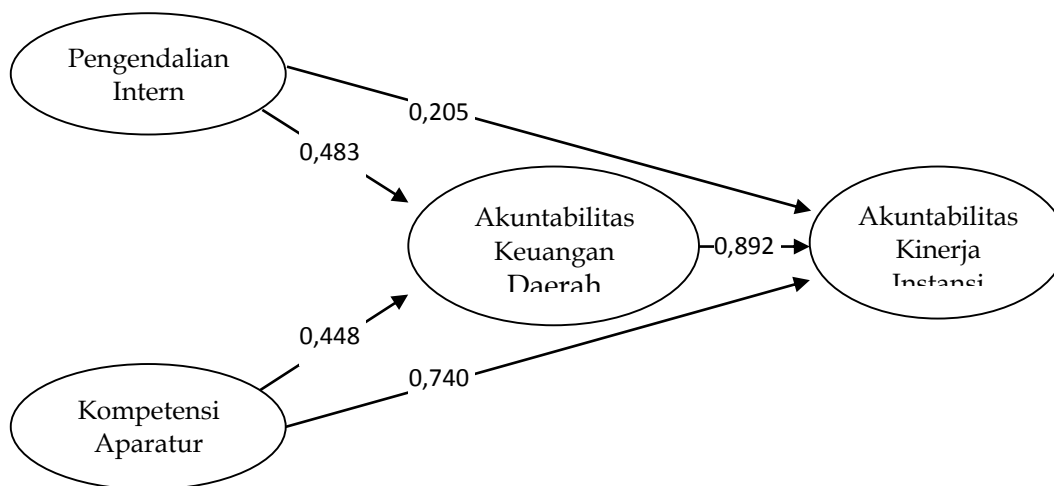 Pengendalian
Intern
0,205
0,483
Akuntabilitas
Keuangan
Daerah
0,892
Akuntabilitas
Kinerja
Instansi
0,448
0,740
Kompetensi
Aparatur